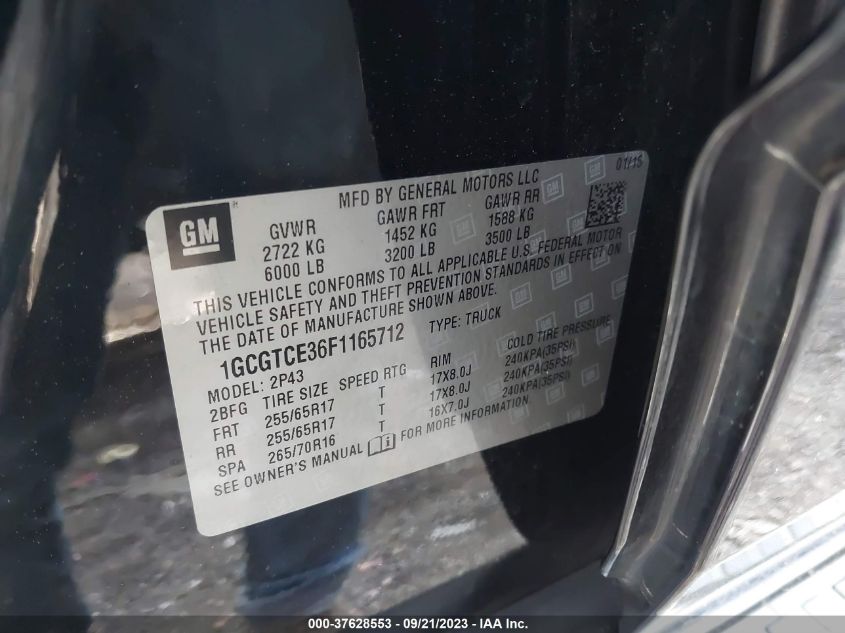 MFD BY GENERAL MOTORS LLC 01/15
GM GVWR GAWR FRT GAWR RR
2722 KG 1452 KG 1588 KG
6000 LB 3200 LB 3500 LB
THIS VEHICLE CONFORMS TO ALL APPLICABLE U.S. FEDERAL MOTOR
VEHICLE SAFETY AND THEFT PREVENTION STANDARDS IN EFFECT ON
THE DATE OF MANUFACTURE SHOWN ABOVE.
1GCGTCE36F1165712 TYPE: TRUCK
MODEL: 2P43
2BFG TIRE SIZE SPEED RTG RIM COLD TIRE PRESSURE
FRT 255/65R17 T 17X8.0J 240KPA(35PSI)
RR 255/65R17 T 17X8.0J 240KPA(35PSI)
SPA 265/70R16 T 16X7.0J 240KPA(35PSI)
SEE OWNER'S MANUAL FOR MORE INFORMATION.
000-37628553 - 09/21/2023 - IAAI.com